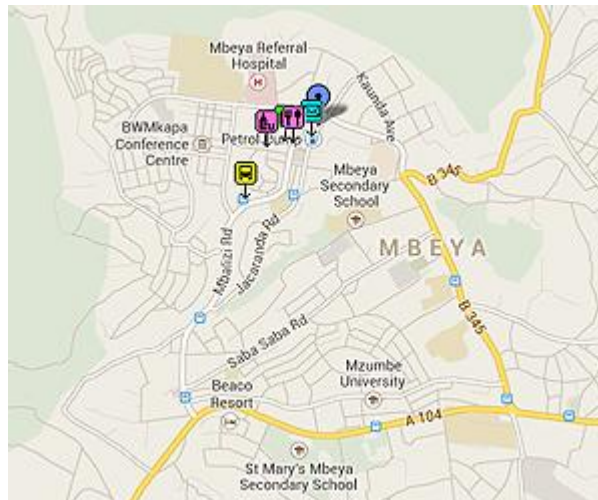 Mbeya Referral
Hospital
H
Kaunda Ave
BWMkapa
Conference
Centre
Petrol Pump
Mbeya
Secondary
School
B 345
MBEYA
Mbalizi Rd
Jacaranda Rd
B 345
Saba Saba Rd
Mzumbe
University
Beaco
Resort
A 104
St Mary's Mbeya
Secondary School